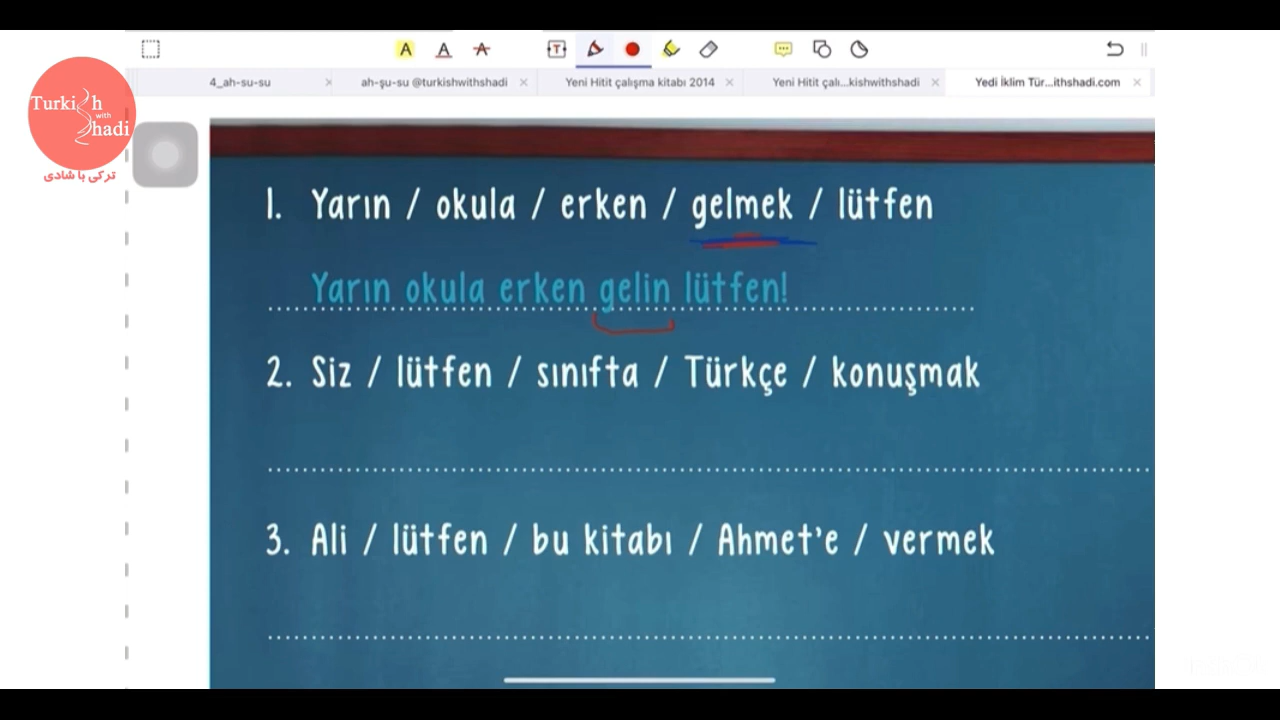 4_ah-su-su
ah-şu-su @turkishwithshadi
Yeni Hitit çalışma kitabı 2014
Yeni Hitit çalı...kishwithshadi
Yedi İklim Tür...ithshadi.com
Turkish
with
Shadi
ترکی با شادی
1. Yarın / okula / erken / gelmek / lütfen
Yarın okula erken gelin lütfen!
2. Siz / lütfen / sınıfta / Türkçe / konuşmak
3. Ali / lütfen / bu kitabı / Ahmet’e / vermek